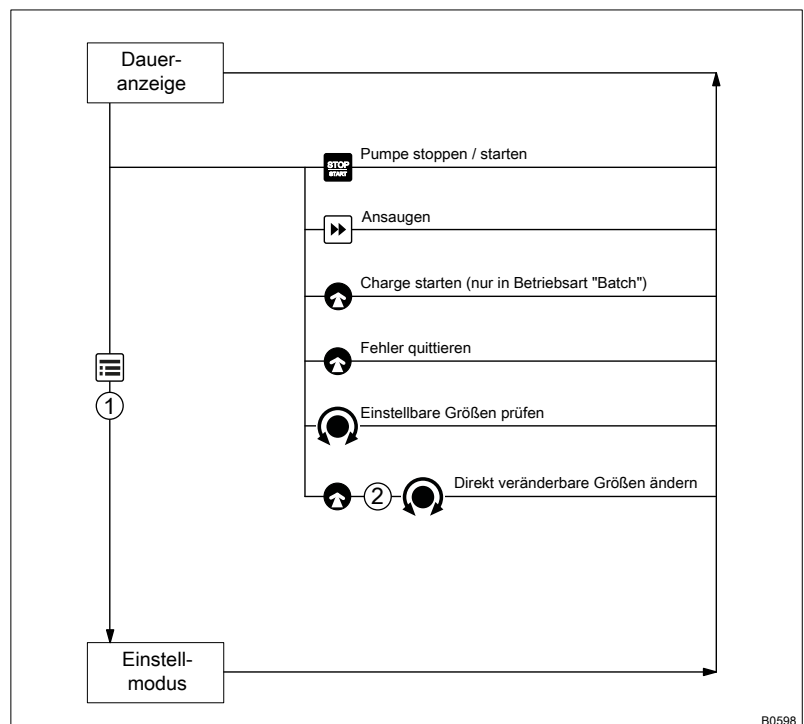 Dauer-
anzeige
Pumpe stoppen / starten
STOP
START
Ansaugen
Charge starten (nur in Betriebsart "Batch")
Fehler quittieren
1
Einstellbare Größen prüfen
Direkt veränderbare Größen ändern
2
Einstell-
modus
B0598